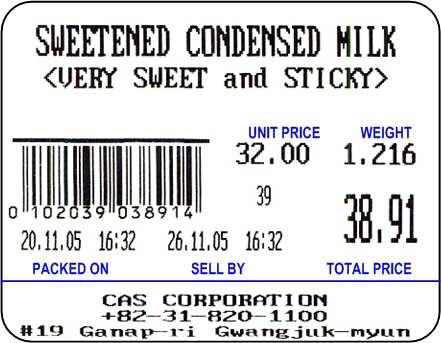 SWEETENED CONDENSED MILK
<VERY SWEET and STICKY>
UNIT PRICE WEIGHT
32.00 1.216
39
38.91
0 102039 038914
20.11.05 16:32 26.11.05 16:32
PACKED ON SELL BY TOTAL PRICE
CAS CORPORATION
+82-31-820-1100
#19 Ganap-ri Gwangjuk-myun